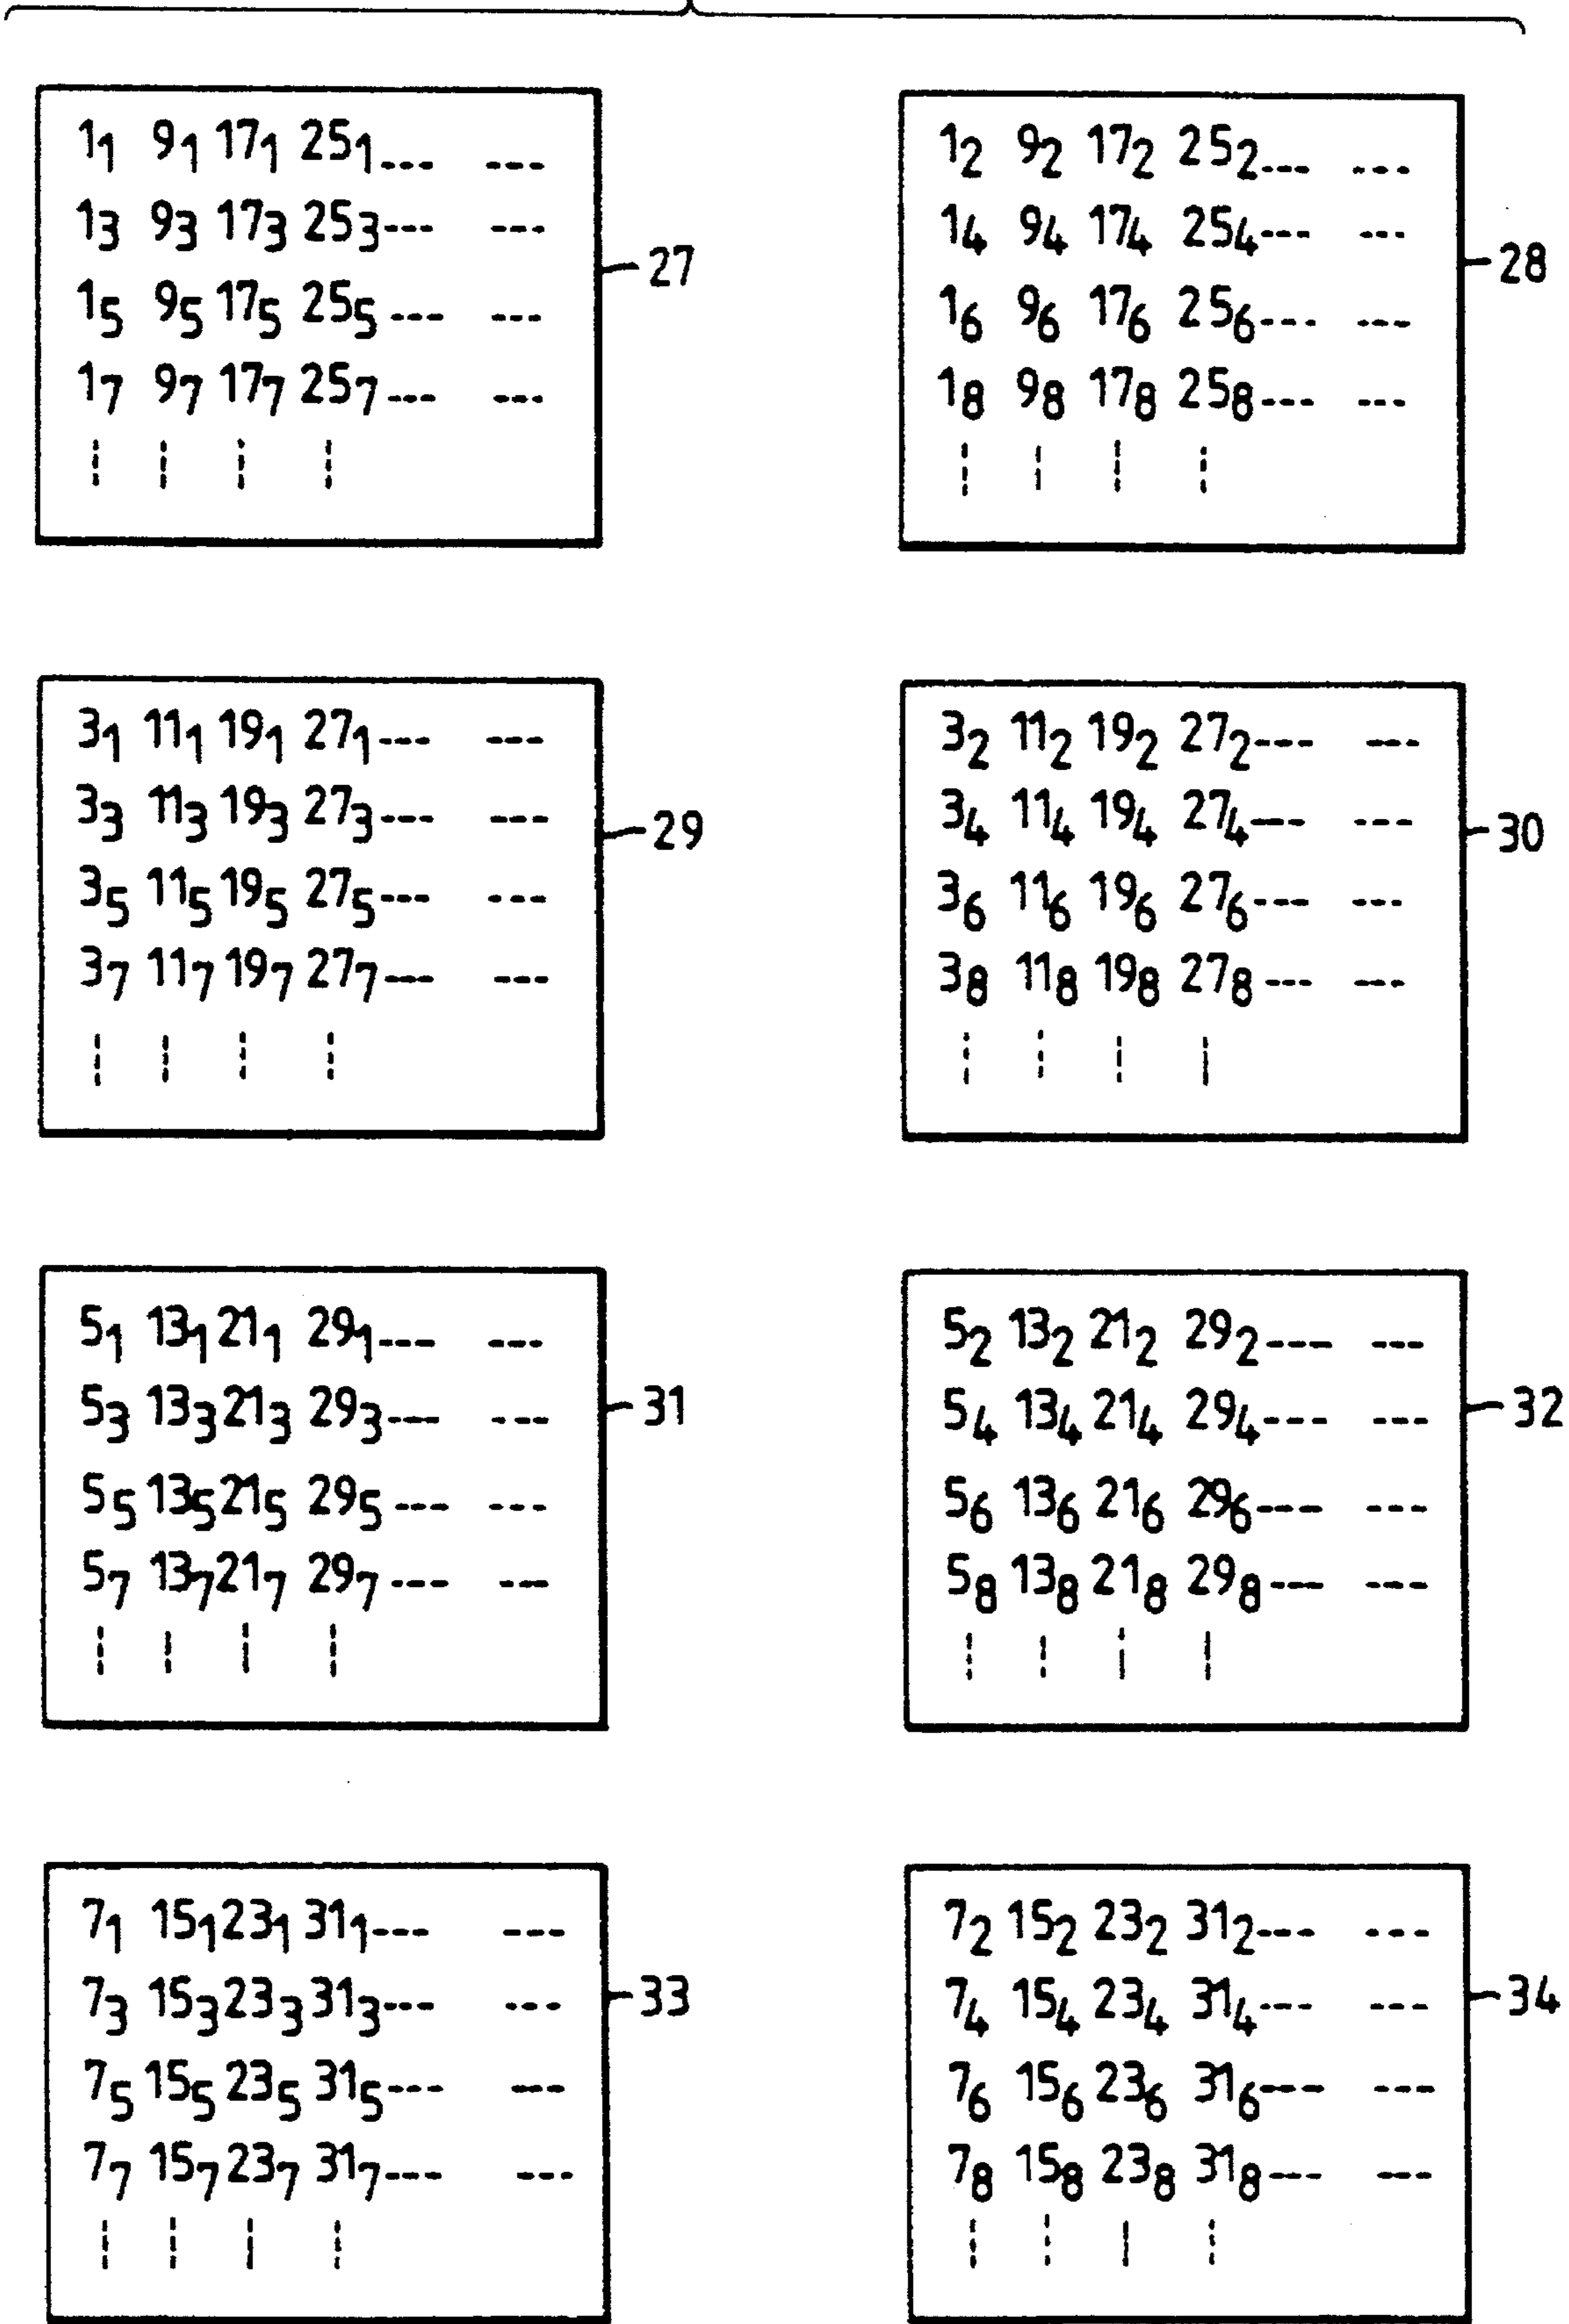 1₁ 9₁ 17₁ 25₁--- ---
1₃ 9₃ 17₃ 25₃--- ---
1₅ 9₅ 17₅ 25₅--- ---
1₇ 9₇ 17₇ 25₇--- ---
27
1₂ 9₂ 17₂ 25₂--- ---
1₄ 9₄ 17₄ 25₄--- ---
1₆ 9₆ 17₆ 25₆--- ---
1₈ 9₈ 17₈ 25₈--- ---
28
3₁ 11₁ 19₁ 27₁--- ---
3₃ 11₃ 19₃ 27₃--- ---
3₅ 11₅ 19₅ 27₅--- ---
3₇ 11₇ 19₇ 27₇--- ---
29
3₂ 11₂ 19₂ 27₂--- ---
3₄ 11₄ 19₄ 27₄--- ---
3₆ 11₆ 19₆ 27₆--- ---
3₈ 11₈ 19₈ 27₈--- ---
30
5₁ 13₁ 21₁ 29₁--- ---
5₃ 13₃ 21₃ 29₃--- ---
5₅ 13₅ 21₅ 29₅--- ---
5₇ 13₇ 21₇ 29₇--- ---
31
5₂ 13₂ 21₂ 29₂---- ---
5₄ 13₄ 21₄ 29₄---- ---
5₆ 13₆ 21₆ 29₆---- ---
5₈ 13₈ 21₈ 29₈--- ---
32
7₁ 15₁ 23₁ 31₁--- ---
7₃ 15₃ 23₃ 31₃--- ---
7₅ 15₅ 23₅ 31₅--- ---
7₇ 15₇ 23₇ 31₇--- ---
33
7₂ 15₂ 23₂ 31₂--- ---
7₄ 15₄ 23₄ 31₄--- ---
7₆ 15₆ 23₆ 31₆--- ---
7₈ 15₈ 23₈ 31₈--- ---
34